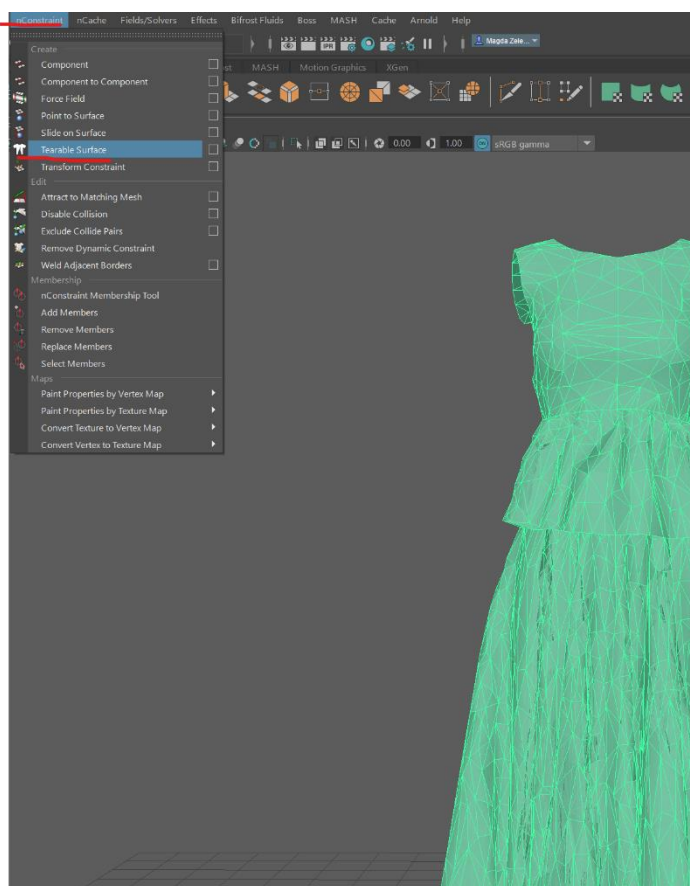 nConstraint nCache Fields/Solvers Effects Bifrost Fluids Boss MASH Cache Arnold Help
Magda Zele...
MASH Motion Graphics XGen
0.00 1.00 sRGB gamma
Create
Component
Component to Component
Force Field
Point to Surface
Slide on Surface
Tearable Surface
Transform Constraint
Edit
Attract to Matching Mesh
Disable Collision
Exclude Collide Pairs
Remove Dynamic Constraint
Weld Adjacent Borders
Membership
nConstraint Membership Tool
Add Members
Remove Members
Replace Members
Select Members
Maps
Paint Properties by Vertex Map
Paint Properties by Texture Map
Convert Texture to Vertex Map
Convert Vertex to Texture Map